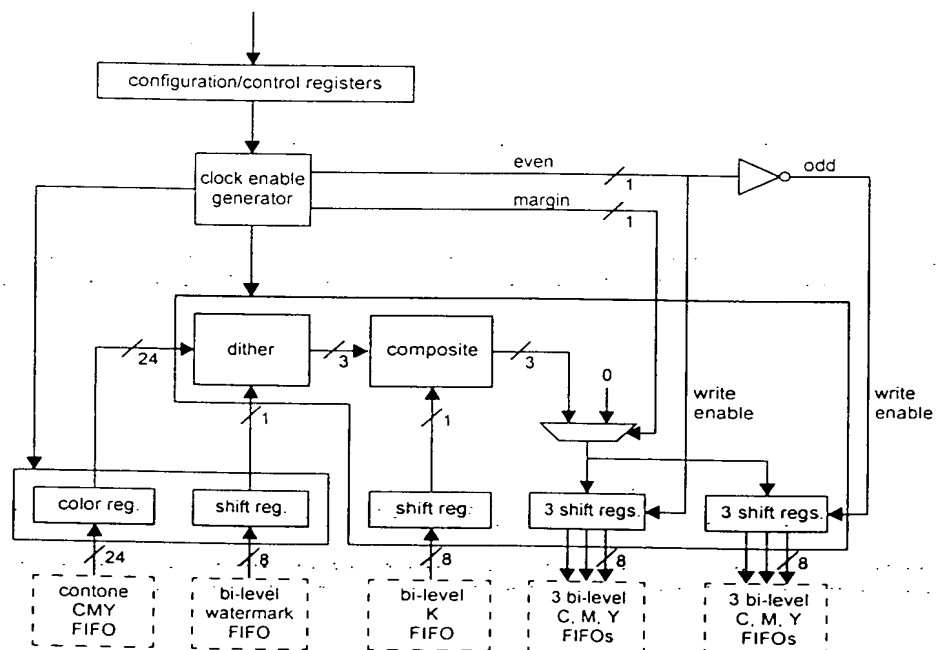 configuration/control registers
clock enable
generator
even
1
odd
margin
1
dither
composite
24
3
3
0
1
1
write
enable
write
enable
color reg.
shift reg.
shift reg.
3 shift regs.
3 shift regs.
24
8
8
8
8
contone
CMY
FIFO
bi-level
watermark
FIFO
bi-level
K
FIFO
3 bi-level
C, M, Y
FIFOs
3 bi-level
C, M, Y
FIFOs